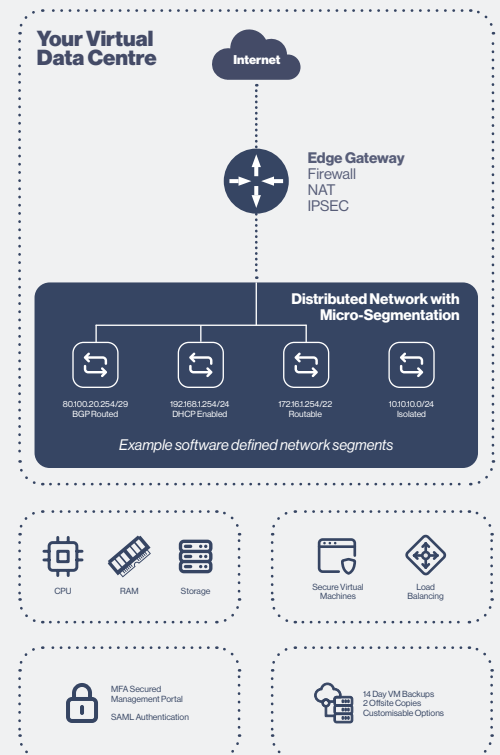 Your Virtual
Data Centre
Internet
Edge Gateway
Firewall
NAT
IPSEC
Distributed Network with
Micro-Segmentation
80.100.20.254/29
BGP Routed
192.168.1.254/24
DHCP Enabled
172.16.1.254/22
Routable
10.10.10.0/24
Isolated
Example software defined network segments
CPU
RAM
Storage
Secure Virtual
Machines
Load
Balancing
MFA Secured
Management Portal
SAML Authentication
14 Day VM Backups
2 Offsite Copies
Customisable Options